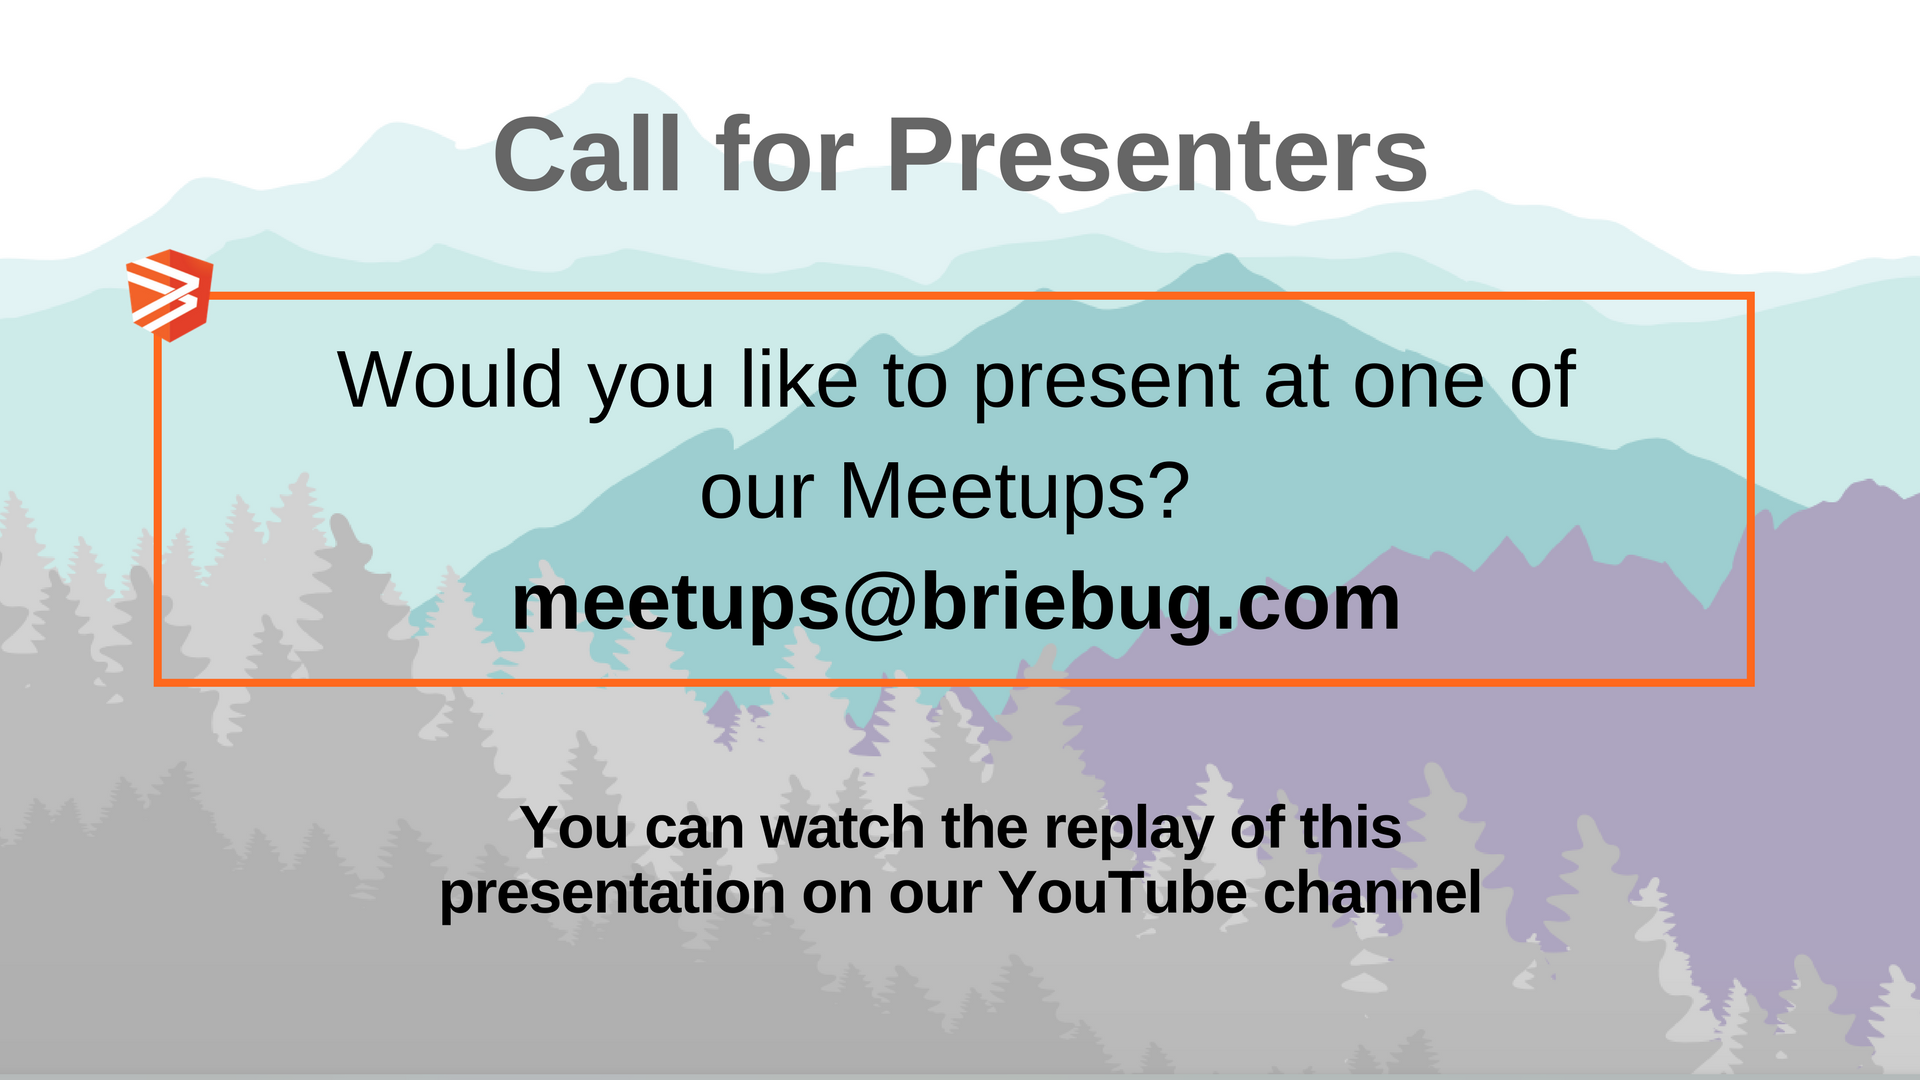 Call for Presenters
Would you like to present at one of
our Meetups?
meetups@briebug.com
You can watch the replay of this
presentation on our YouTube channel